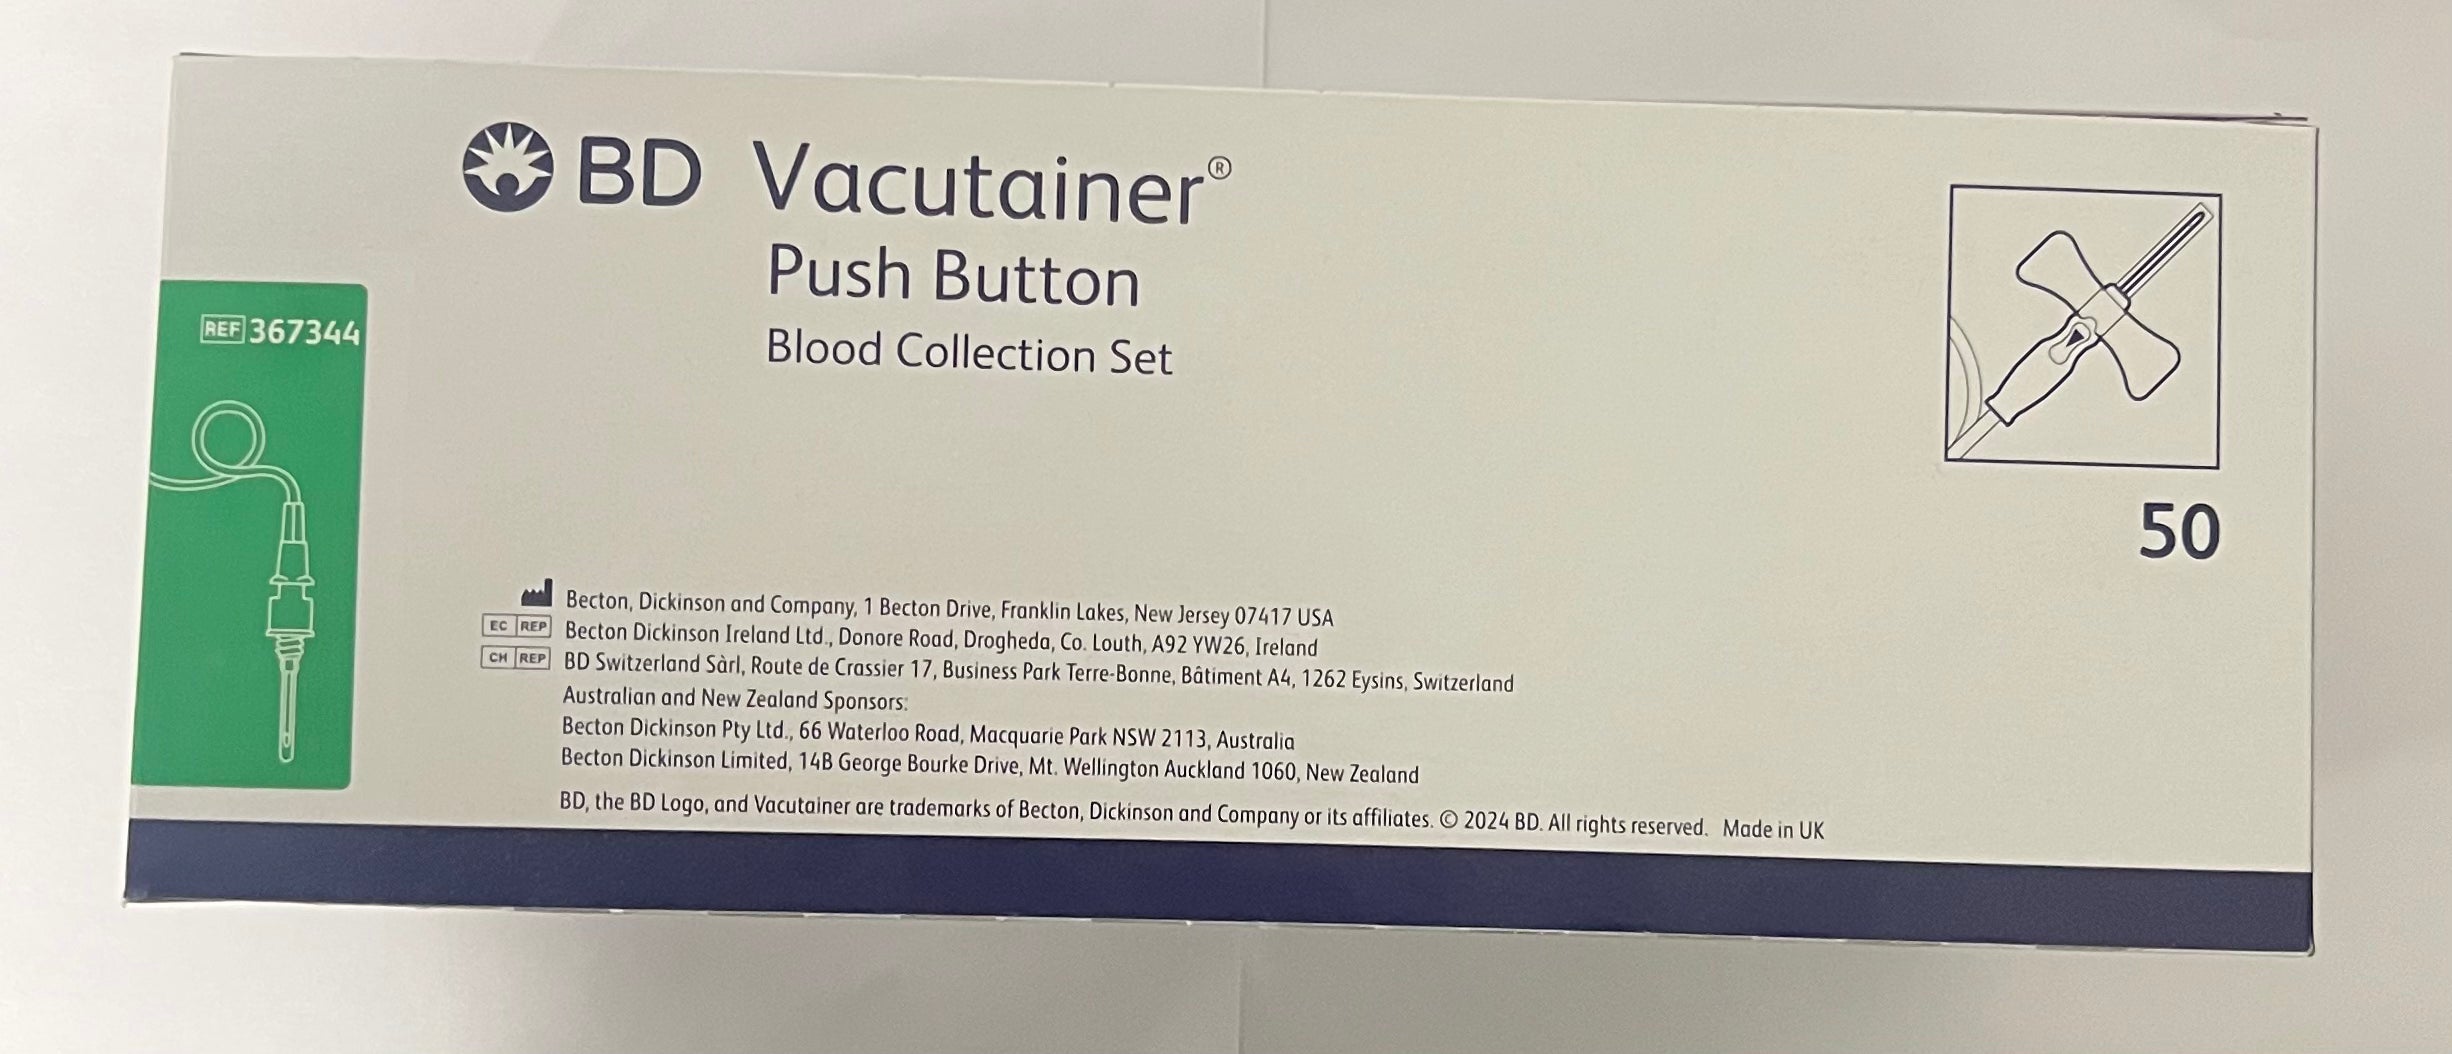 BD Vacutainer®
Push Button
Blood Collection Set
REF 367344
50
Becton, Dickinson and Company, 1 Becton Drive, Franklin Lakes, New Jersey 07417 USA
EC REP Becton Dickinson Ireland Ltd., Donore Road, Drogheda, Co. Louth, A92 YW26, Ireland
CH REP BD Switzerland Sàrl, Route de Crassier 17, Business Park Terre-Bonne, Bâtiment A4, 1262 Eysins, Switzerland
Australian and New Zealand Sponsors:
Becton Dickinson Pty Ltd., 66 Waterloo Road, Macquarie Park NSW 2113, Australia
Becton Dickinson Limited, 14B George Bourke Drive, Mt. Wellington Auckland 1060, New Zealand
BD, the BD Logo, and Vacutainer are trademarks of Becton, Dickinson and Company or its affiliates. © 2024 BD. All rights reserved. Made in UK